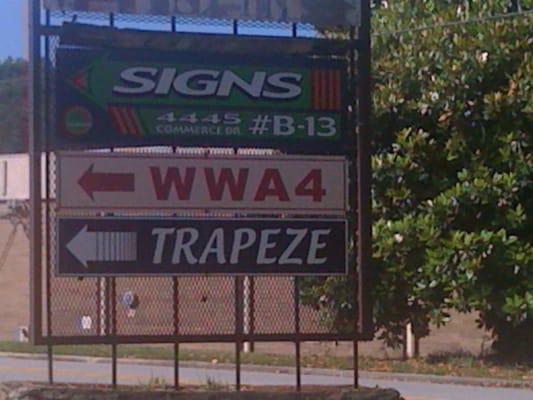 SIGNS
4445
COMMERCE DR. #B-13
WWA4
TRAPEZE